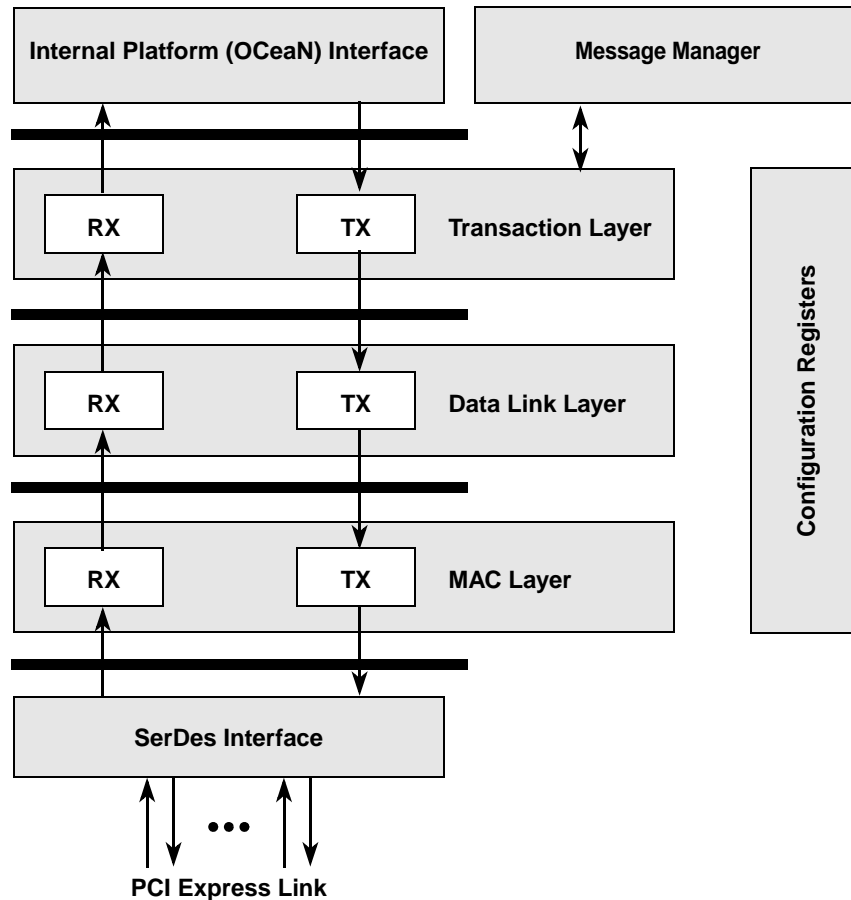 Internal Platform (OCeaN) Interface
Message Manager
RX
TX
Transaction Layer
RX
TX
Data Link Layer
RX
TX
MAC Layer
Configuration Registers
SerDes Interface
PCI Express Link